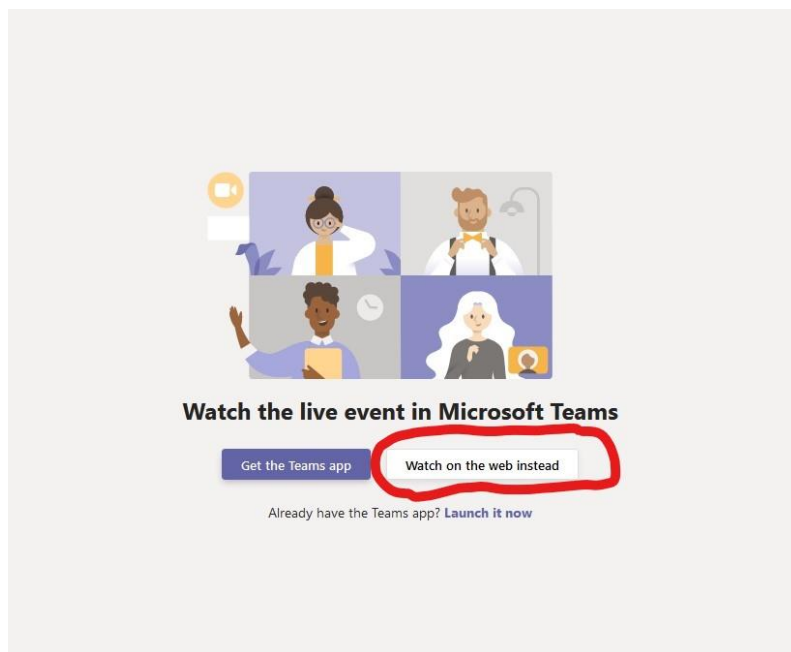 Watch the live event in Microsoft Teams
Get the Teams app
Watch on the web instead
Already have the Teams app? Launch it now